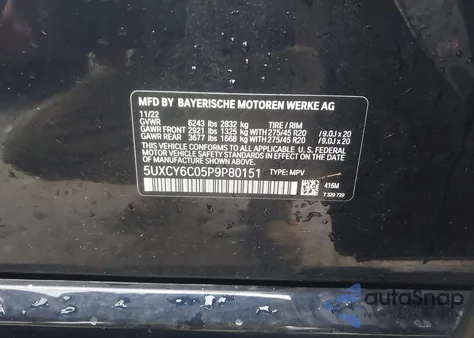 MFD BY BAYERISCHE MOTOREN WERKE AG
11/22
GVWR 6243 lbs 2832 kg TIRE / RIM
GAWR FRONT 2921 lbs 1325 kg WITH 275/45 R20 / 9.0J x 20
GAWR REAR 3677 lbs 1668 kg WITH 275/45 R20 / 9.0J x 20
THIS VEHICLE CONFORMS TO ALL APPLICABLE U.S. FEDERAL
MOTOR VEHICLE SAFETY
STANDARDS IN EFFECT ON THE DATE OF MANUFACTURE SHOWN ABOVE.
5UXCY6C05P9P80151 TYPE: MPV
416M
7 320 720
autoSnap